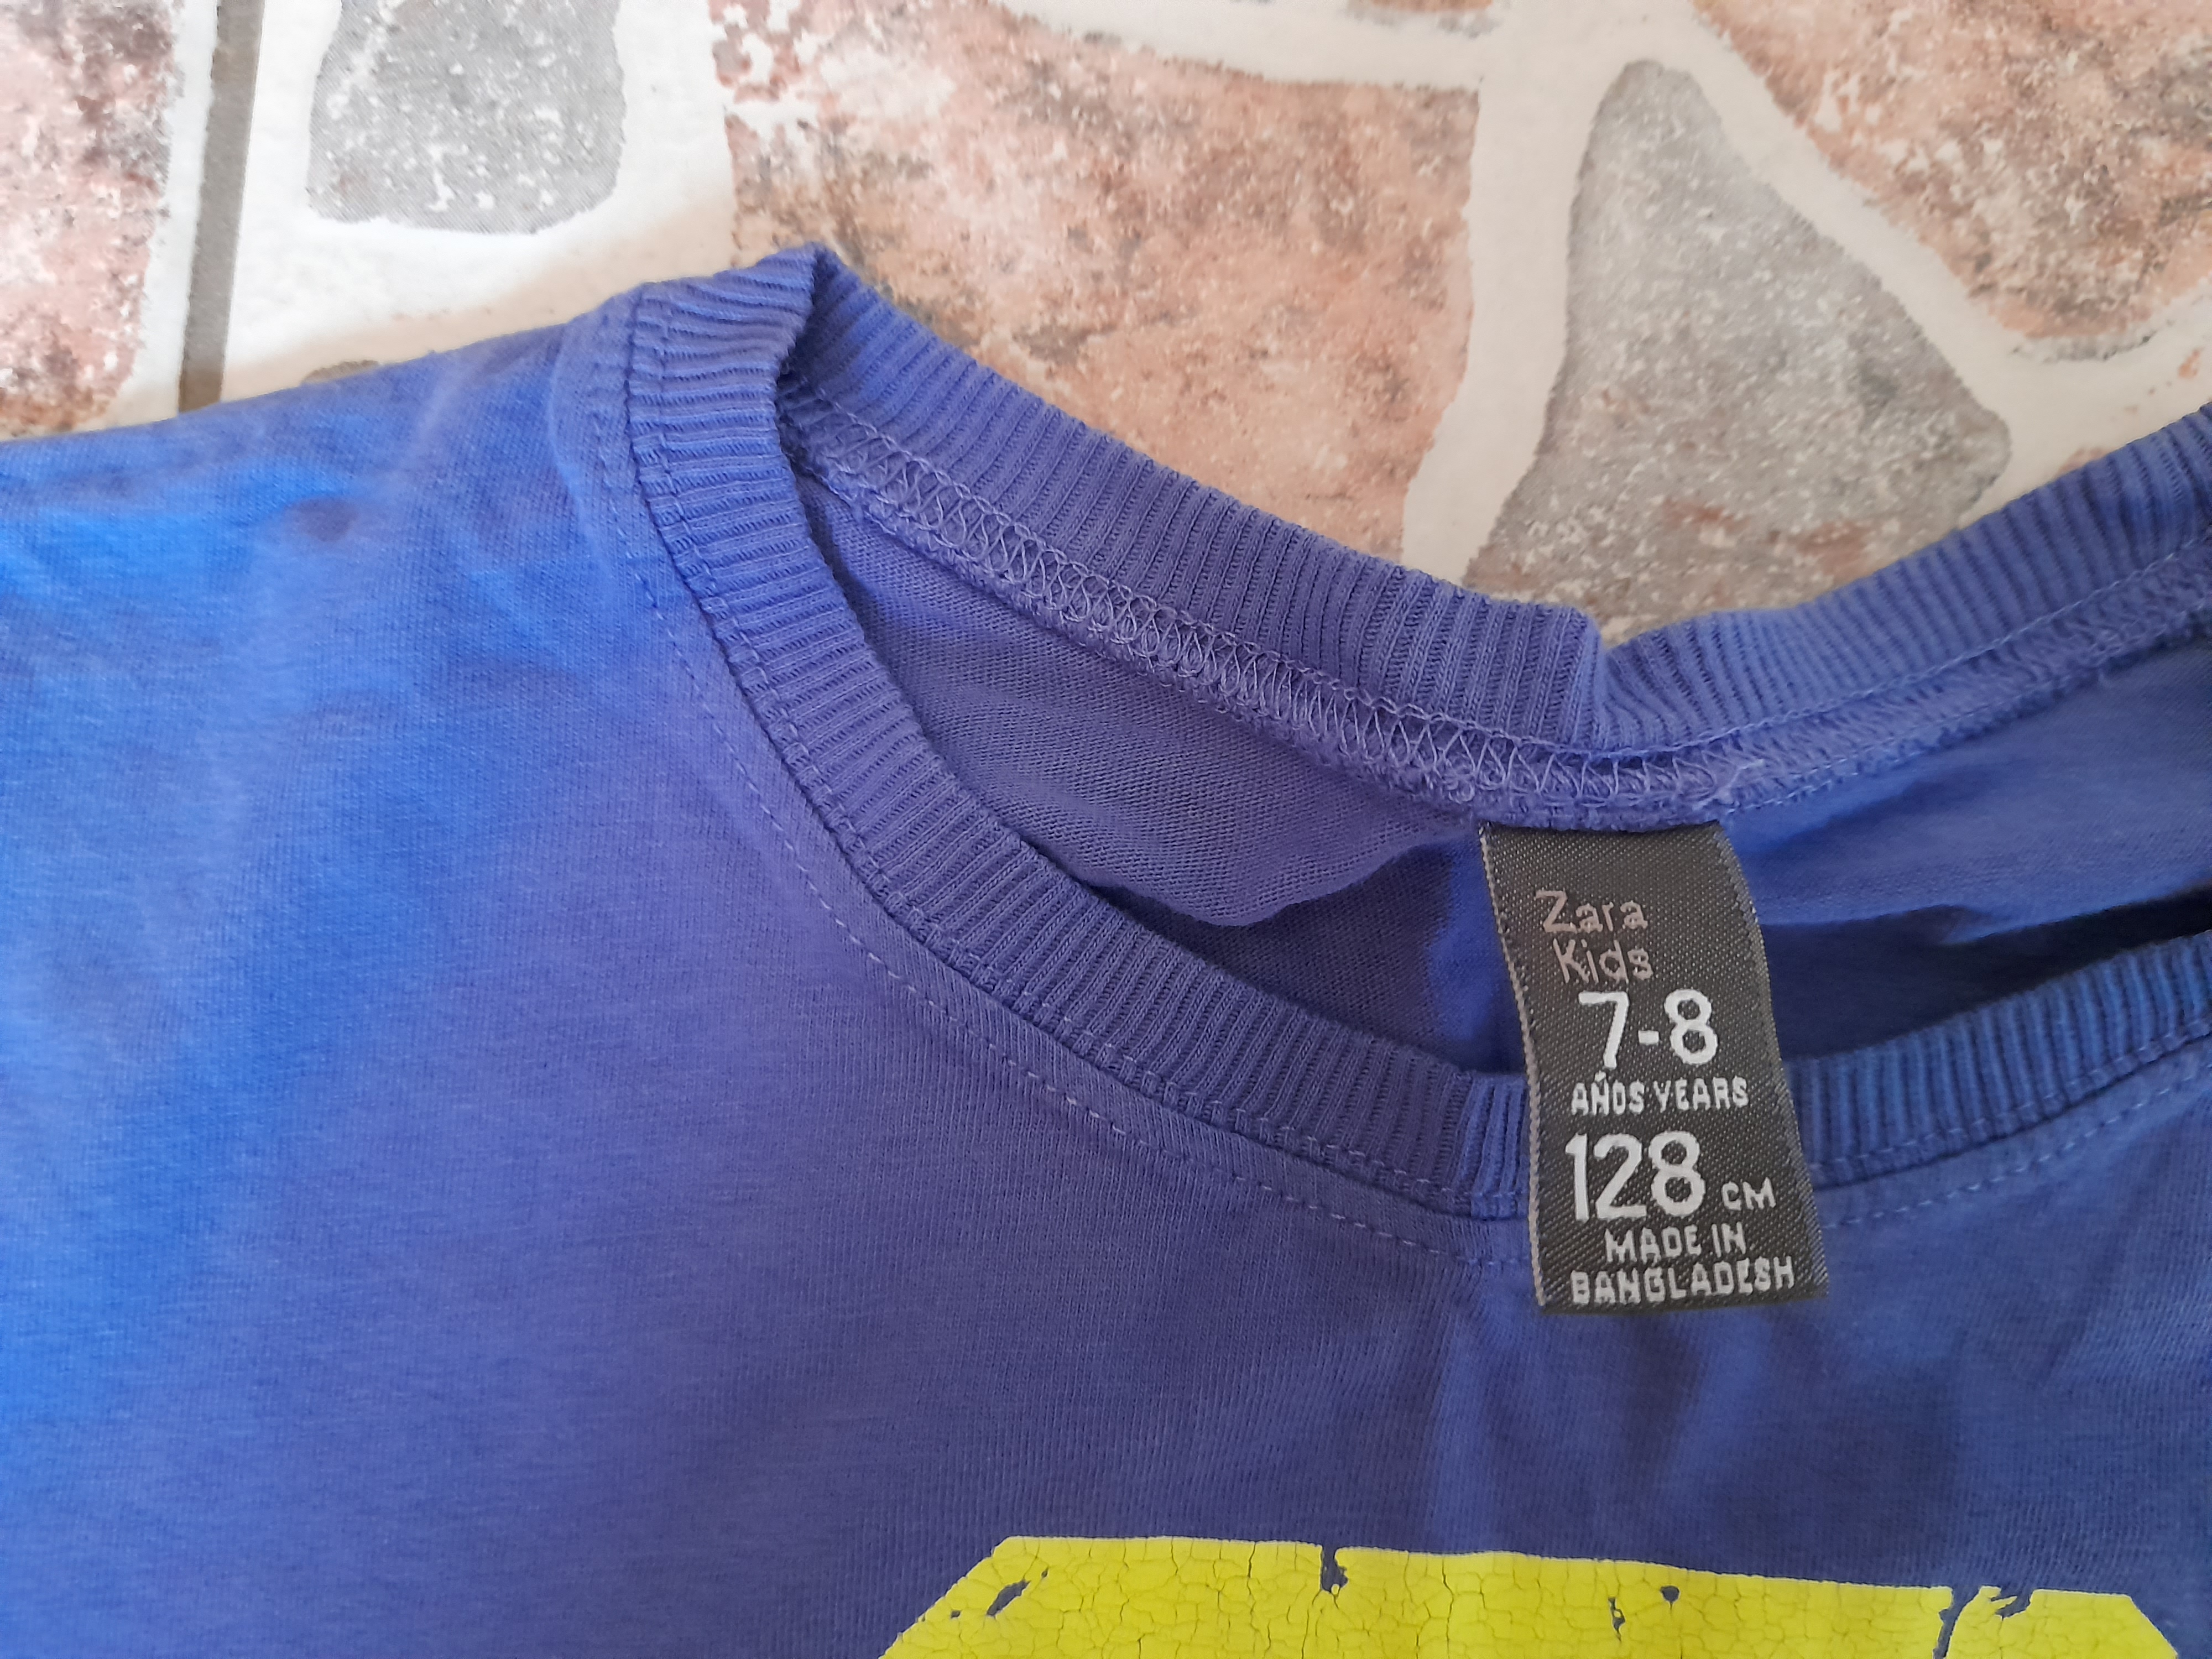 Zara
Kids
7-8
AÑOS YEARS
128 CM
MADE IN
BANGLADESH